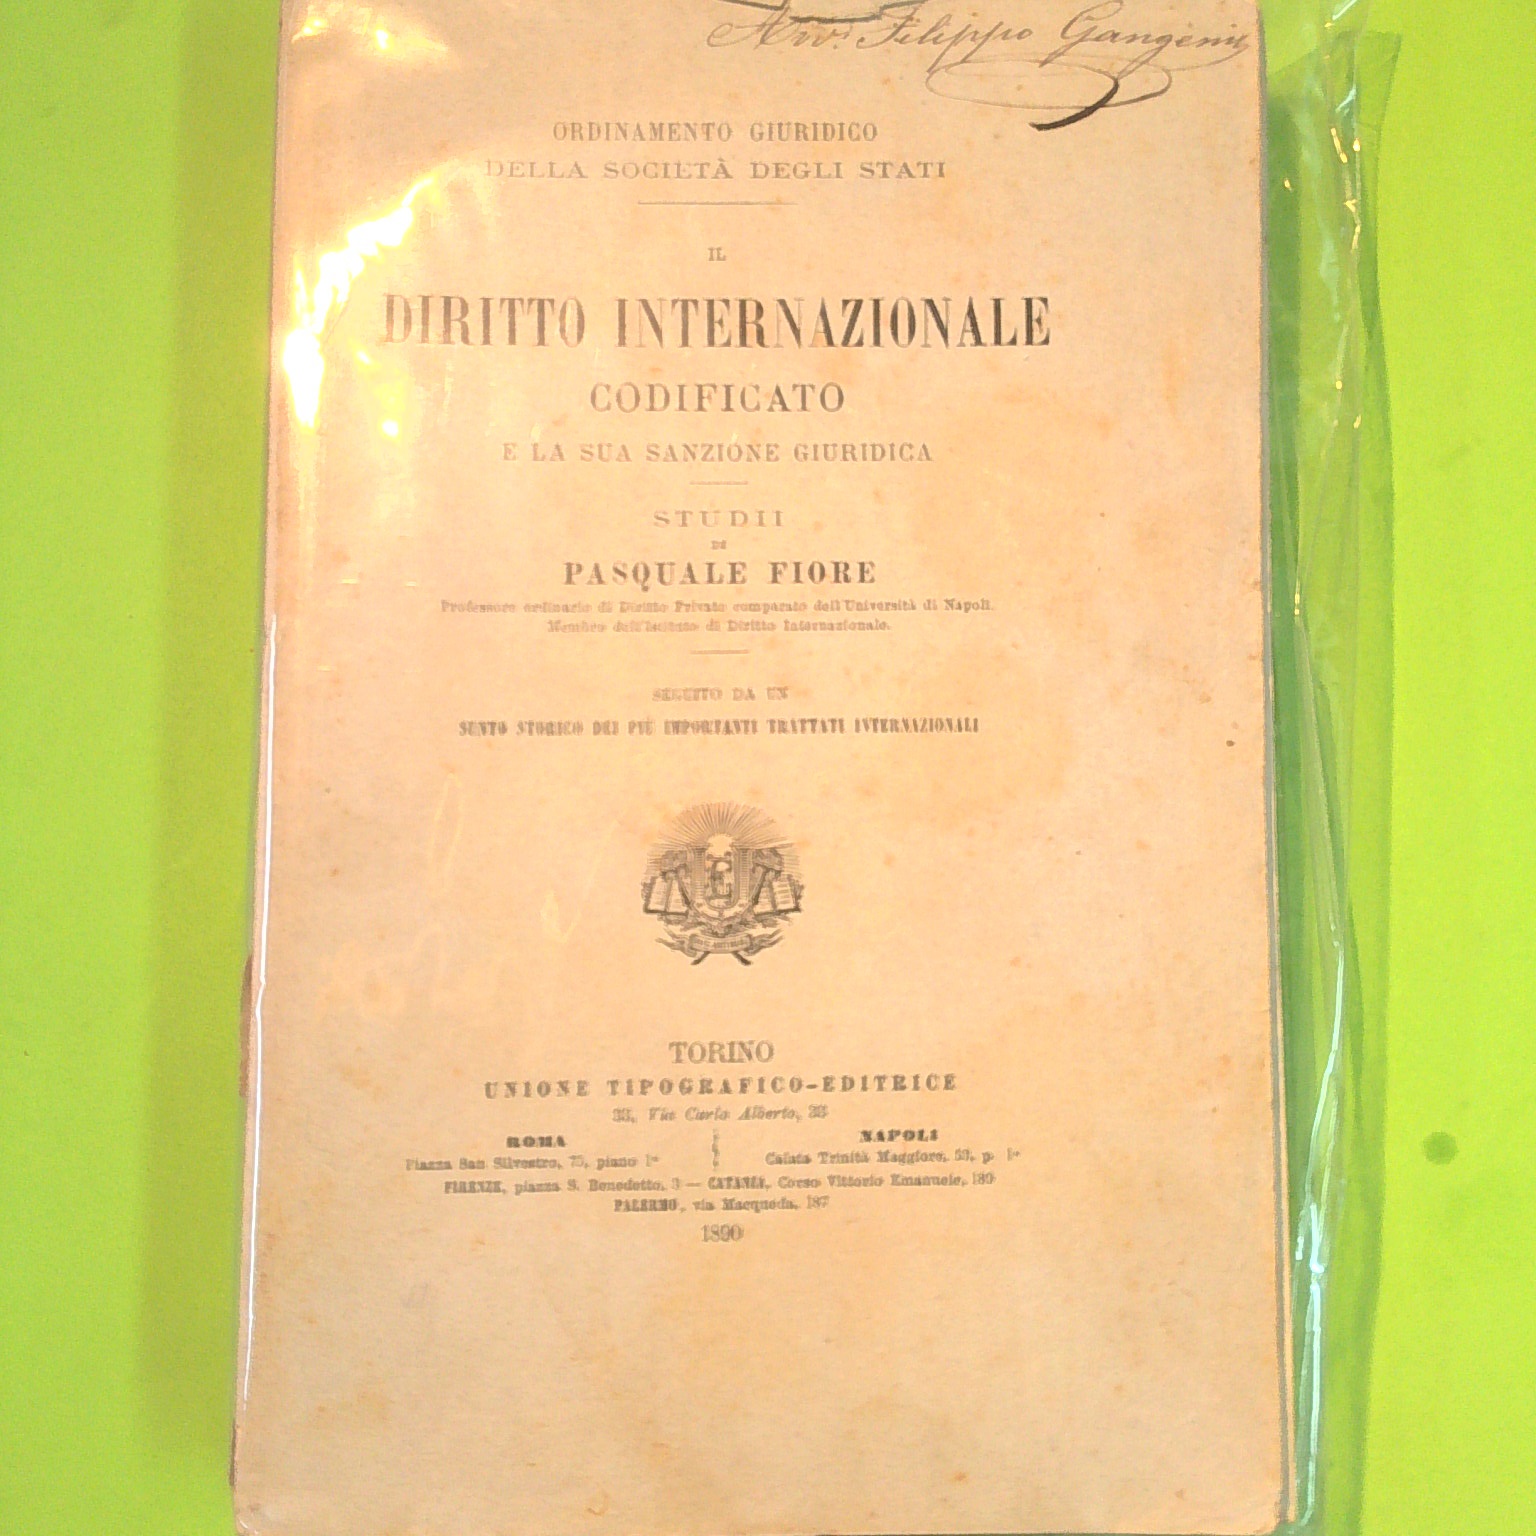 Avv. Filippo
ORDINAMENTO GIURIDICO
DELLA SOCIETÀ DEGLI STATI
IL
DIRITTO INTERNAZIONALE
CODIFICATO
E LA SUA SANZIONE GIURIDICA
STUDII
DI
PASQUALE FIORE
Professore ordinario di Diritto Privato comparato dell'Università di Napoli.
Membro dell'Istituto di Diritto Internazionale.
SEGUITO DA UN
SUNTO STORICO DEI PIÙ IMPORTANTI TRATTATI INTERNAZIONALI
TORINO
UNIONE TIPOGRAFICO-EDITRICE
33, Via Carlo Alberto, 33
ROMA
Piazza San Silvestro, 75, piano 1º
NAPOLI
Calata Trinità Maggiore, 53, p. 1º
FIRENZE, piazza S. Benedetto, 3 — CATANIA, Corso Vittorio Emanuele, 180
PALERMO, via Macqueda, 187
1890